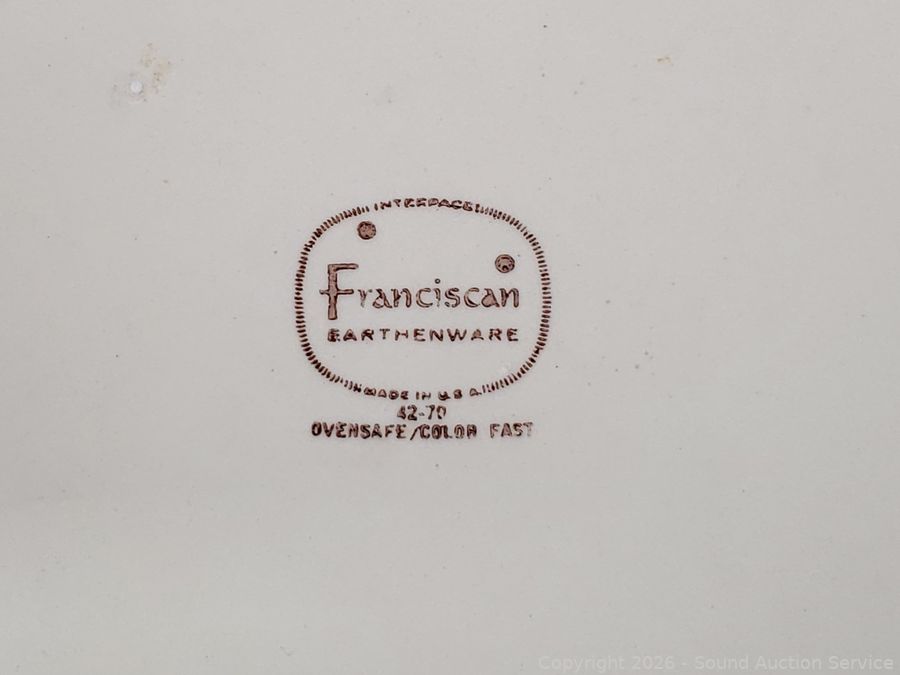 INTERPACE
Franciscan
EARTHENWARE
MADE IN U.S.A.
42-70
OVENSAFE/COLOR FAST
Copyright 2026 - Sound Auction Service